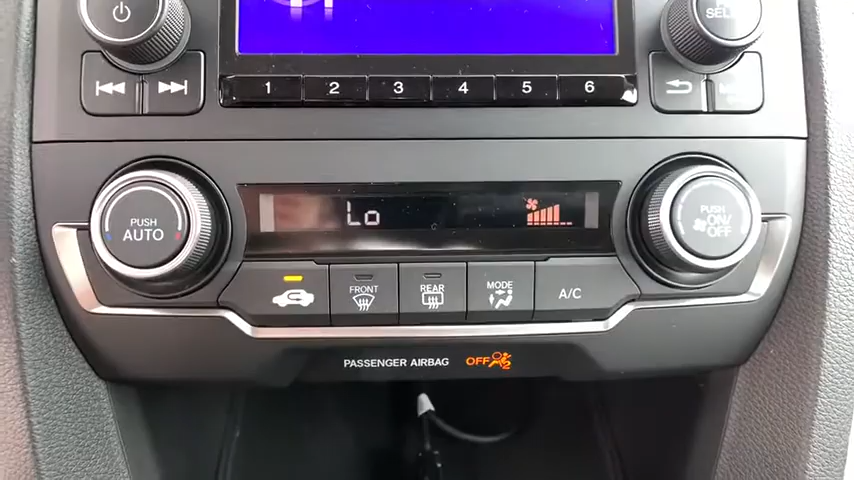 SEL
1 2 3 4 5 6
PUSH
AUTO
Lo
PUSH
ON/
OFF
FRONT
REAR
MODE
A/C
PASSENGER AIRBAG OFF 2